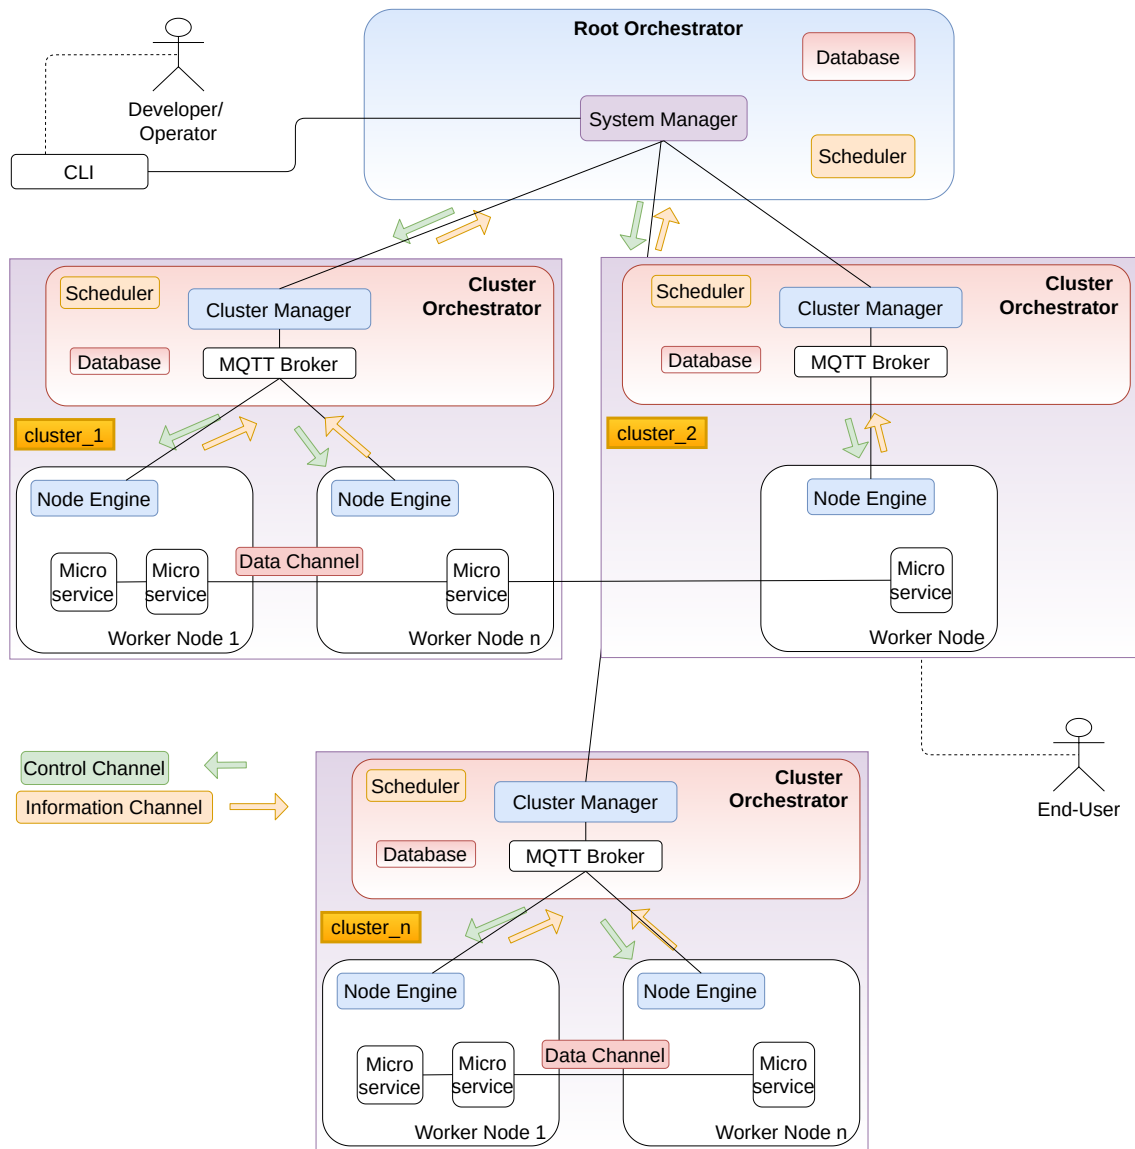 Root Orchestrator
Database
System Manager
Scheduler
Developer/
Operator
CLI
Scheduler
Cluster
Orchestrator
Cluster Manager
Database
MQTT Broker
cluster_1
Node Engine
Node Engine
Data Channel
Micro
service
Micro
service
Micro
service
Worker Node 1
Worker Node n
Scheduler
Cluster
Orchestrator
Cluster Manager
Database
MQTT Broker
cluster_2
Node Engine
Micro
service
Worker Node
Control Channel
Information Channel
End-User
Scheduler
Cluster
Orchestrator
Cluster Manager
Database
MQTT Broker
cluster_n
Node Engine
Node Engine
Data Channel
Micro
service
Micro
service
Micro
service
Worker Node 1
Worker Node n